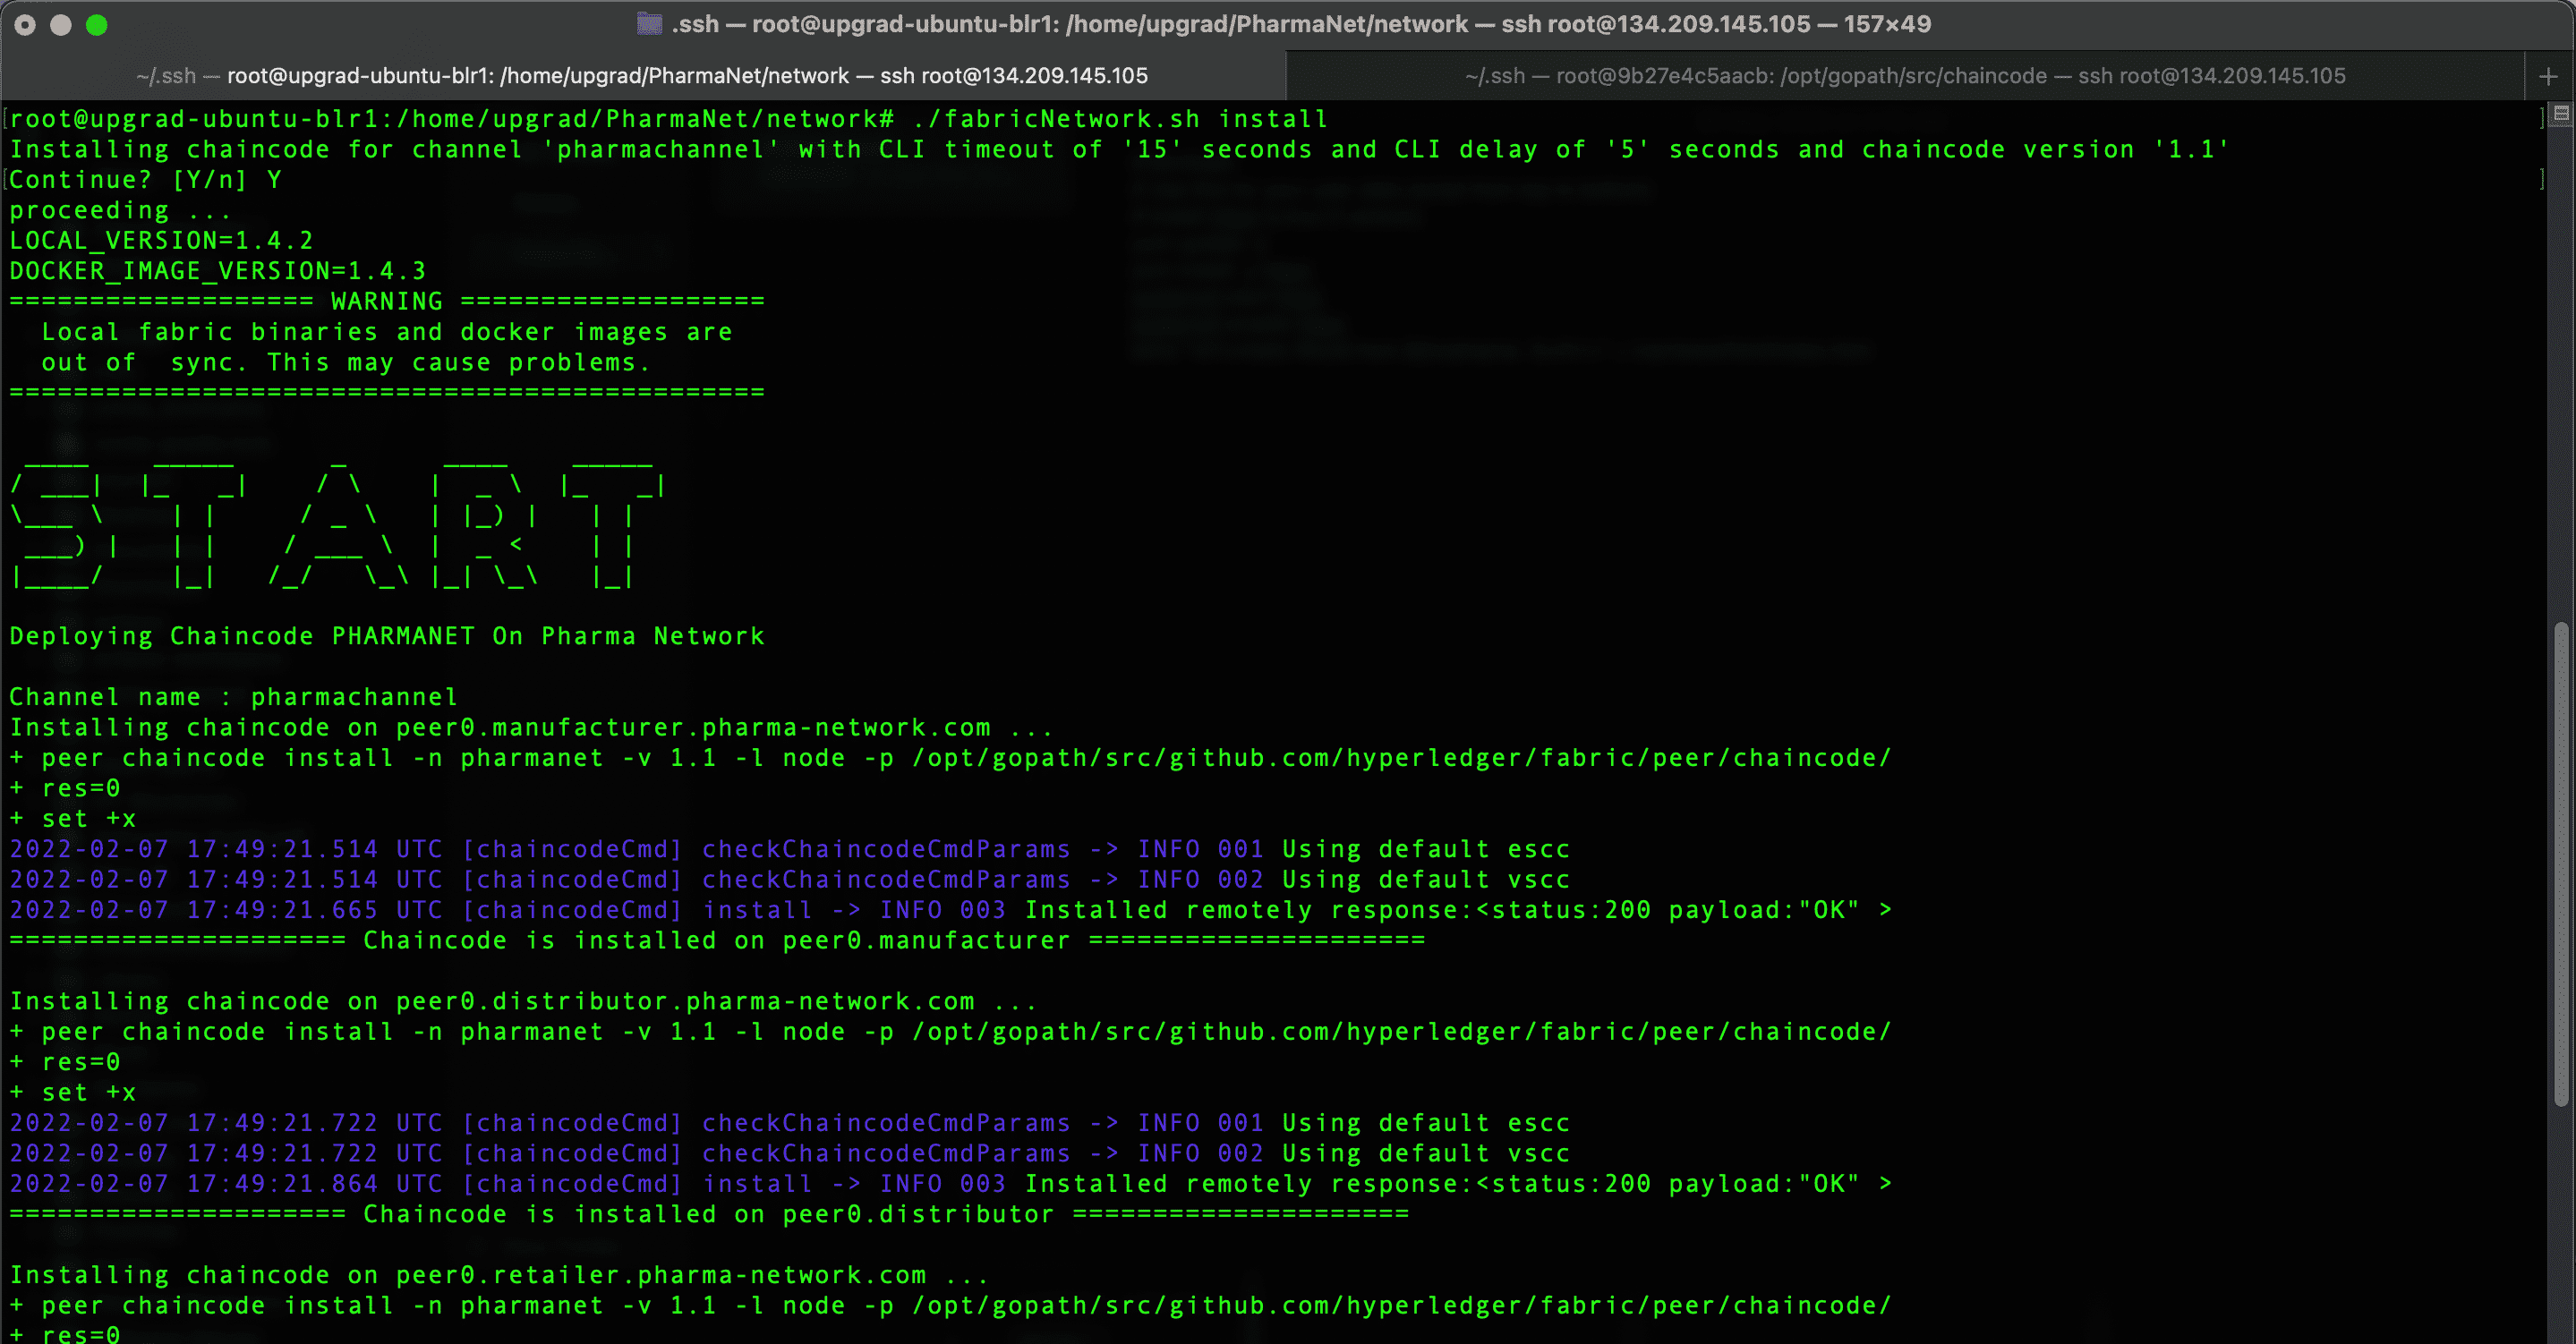 .ssh — root@upgrad-ubuntu-blr1: /home/upgrad/PharmaNet/network — ssh root@134.209.145.105 — 157×49
~/.ssh — root@upgrad-ubuntu-blr1: /home/upgrad/PharmaNet/network — ssh root@134.209.145.105
~/.ssh — root@9b27e4c5aacb: /opt/gopath/src/chaincode — ssh root@134.209.145.105
[root@upgrad-ubuntu-blr1:/home/upgrad/PharmaNet/network# ./fabricNetwork.sh install ]
Installing chaincode for channel 'pharmachannel' with CLI timeout of '15' seconds and CLI delay of '5' seconds and chaincode version '1.1'
[Continue? [Y/n] Y ]
proceeding ...
LOCAL_VERSION=1.4.2
DOCKER_IMAGE_VERSION=1.4.3
=================== WARNING ===================
  Local fabric binaries and docker images are
  out of  sync. This may cause problems.
===============================================
START
Deploying Chaincode PHARMANET On Pharma Network
Channel name : pharmachannel
Installing chaincode on peer0.manufacturer.pharma-network.com ...
+ peer chaincode install -n pharmanet -v 1.1 -l node -p /opt/gopath/src/github.com/hyperledger/fabric/peer/chaincode/
+ res=0
+ set +x
2022-02-07 17:49:21.514 UTC [chaincodeCmd] checkChaincodeCmdParams -> INFO 001 Using default escc
2022-02-07 17:49:21.514 UTC [chaincodeCmd] checkChaincodeCmdParams -> INFO 002 Using default vscc
2022-02-07 17:49:21.665 UTC [chaincodeCmd] install -> INFO 003 Installed remotely response:<status:200 payload:"OK" >
===================== Chaincode is installed on peer0.manufacturer =====================
Installing chaincode on peer0.distributor.pharma-network.com ...
+ peer chaincode install -n pharmanet -v 1.1 -l node -p /opt/gopath/src/github.com/hyperledger/fabric/peer/chaincode/
+ res=0
+ set +x
2022-02-07 17:49:21.722 UTC [chaincodeCmd] checkChaincodeCmdParams -> INFO 001 Using default escc
2022-02-07 17:49:21.722 UTC [chaincodeCmd] checkChaincodeCmdParams -> INFO 002 Using default vscc
2022-02-07 17:49:21.864 UTC [chaincodeCmd] install -> INFO 003 Installed remotely response:<status:200 payload:"OK" >
===================== Chaincode is installed on peer0.distributor =====================
Installing chaincode on peer0.retailer.pharma-network.com ...
+ peer chaincode install -n pharmanet -v 1.1 -l node -p /opt/gopath/src/github.com/hyperledger/fabric/peer/chaincode/
+ res=0